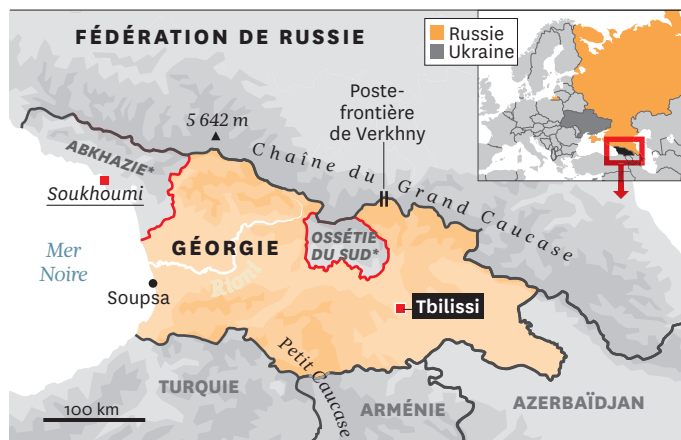 FÉDÉRATION DE RUSSIE
Russie
Ukraine
5 642 m
Poste-
frontière
de Verkhny
ABKHAZIE*
Soukhoumi
Chaîne du Grand Caucase
Mer
Noire
GÉORGIE
OSSÉTIE
DU SUD*
Rioni
Soupsa
Tbilissi
Petit Caucase
TURQUIE
ARMÉNIE
AZERBAÏDJAN
100 km